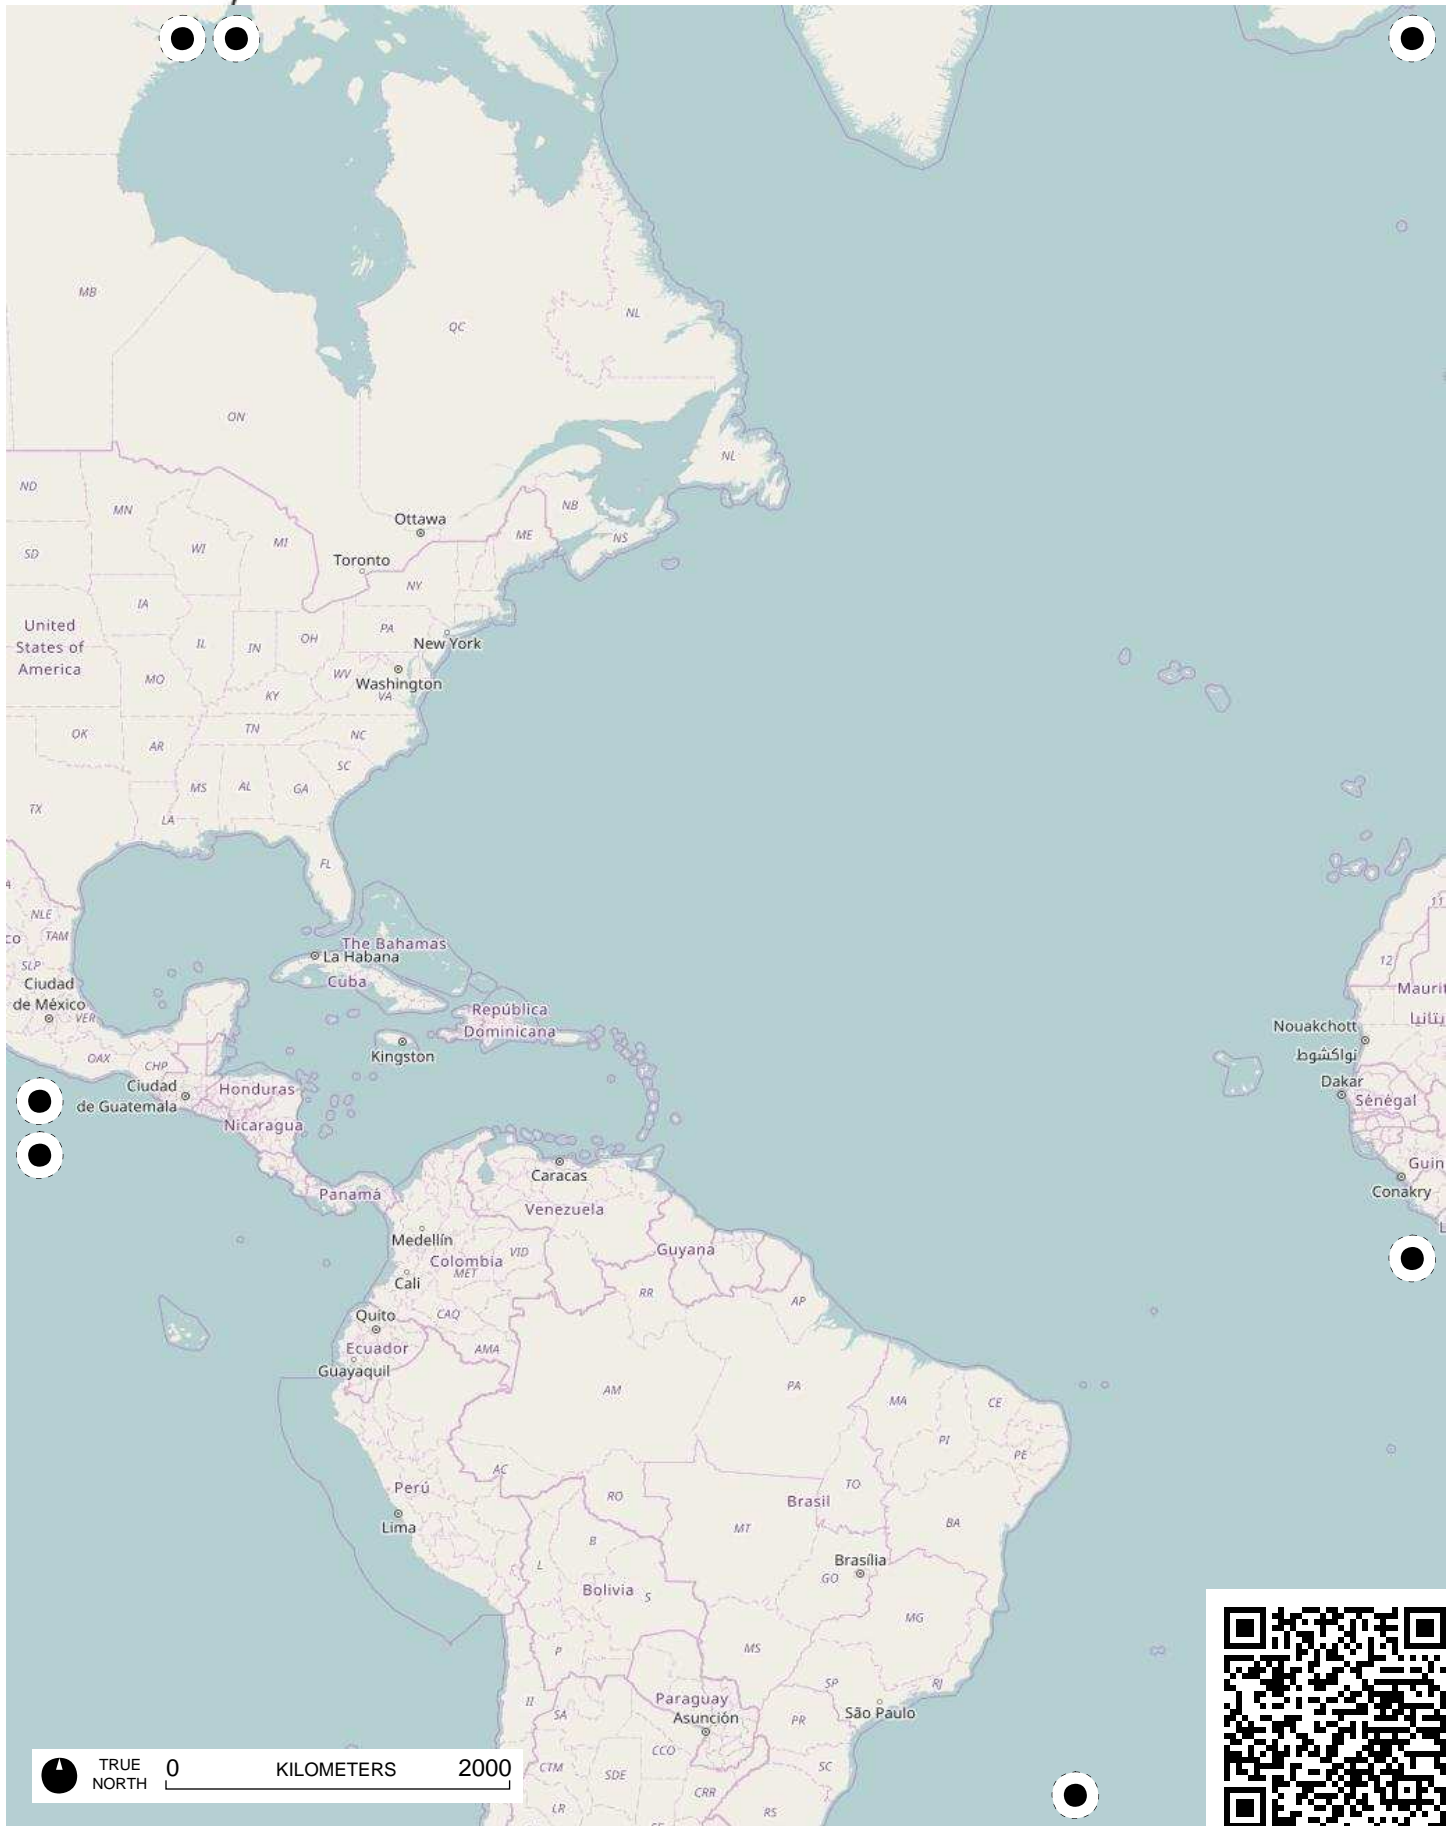 MB
QC
NL
ON
NL
ND
MN
NB
Ottawa
ME
NS
SD
WI
MI
Toronto
NY
IA
United
States of
America
PA
OH
IL
IN
New York
WV
MO
Washington
KY
VA
OK
TN
NC
AR
SC
MS
AL
GA
TX
LA
FL
NLE
11
co
TAM
The Bahamas
La Habana
12
SLP
Ciudad
de México
Cuba
Maurit
VER
República
Dominicana
Nouakchott
نواكشوط
Kingston
OAX
CHP
Ciudad
de Guatemala
Honduras
Dakar
Sénégal
Nicaragua
Guin
Caracas
Conakry
Panamá
Venezuela
L
Medellín
VID
Guyana
Colombia
MET
Cali
RR
AP
Quito
CAQ
Ecuador
AMA
Guayaquil
AM
PA
MA
CE
PI
PE
AC
Perú
RO
TO
Brasil
Lima
MT
BA
B
L
Brasília
GO
Bolivia
S
MG
P
MS
SP
RJ
II
Paraguay
Asunción
São Paulo
SA
PR
CCO
TRUE
NORTH
0 KILOMETERS 2000
CTM
SDE
SC
CRR
LR
RS